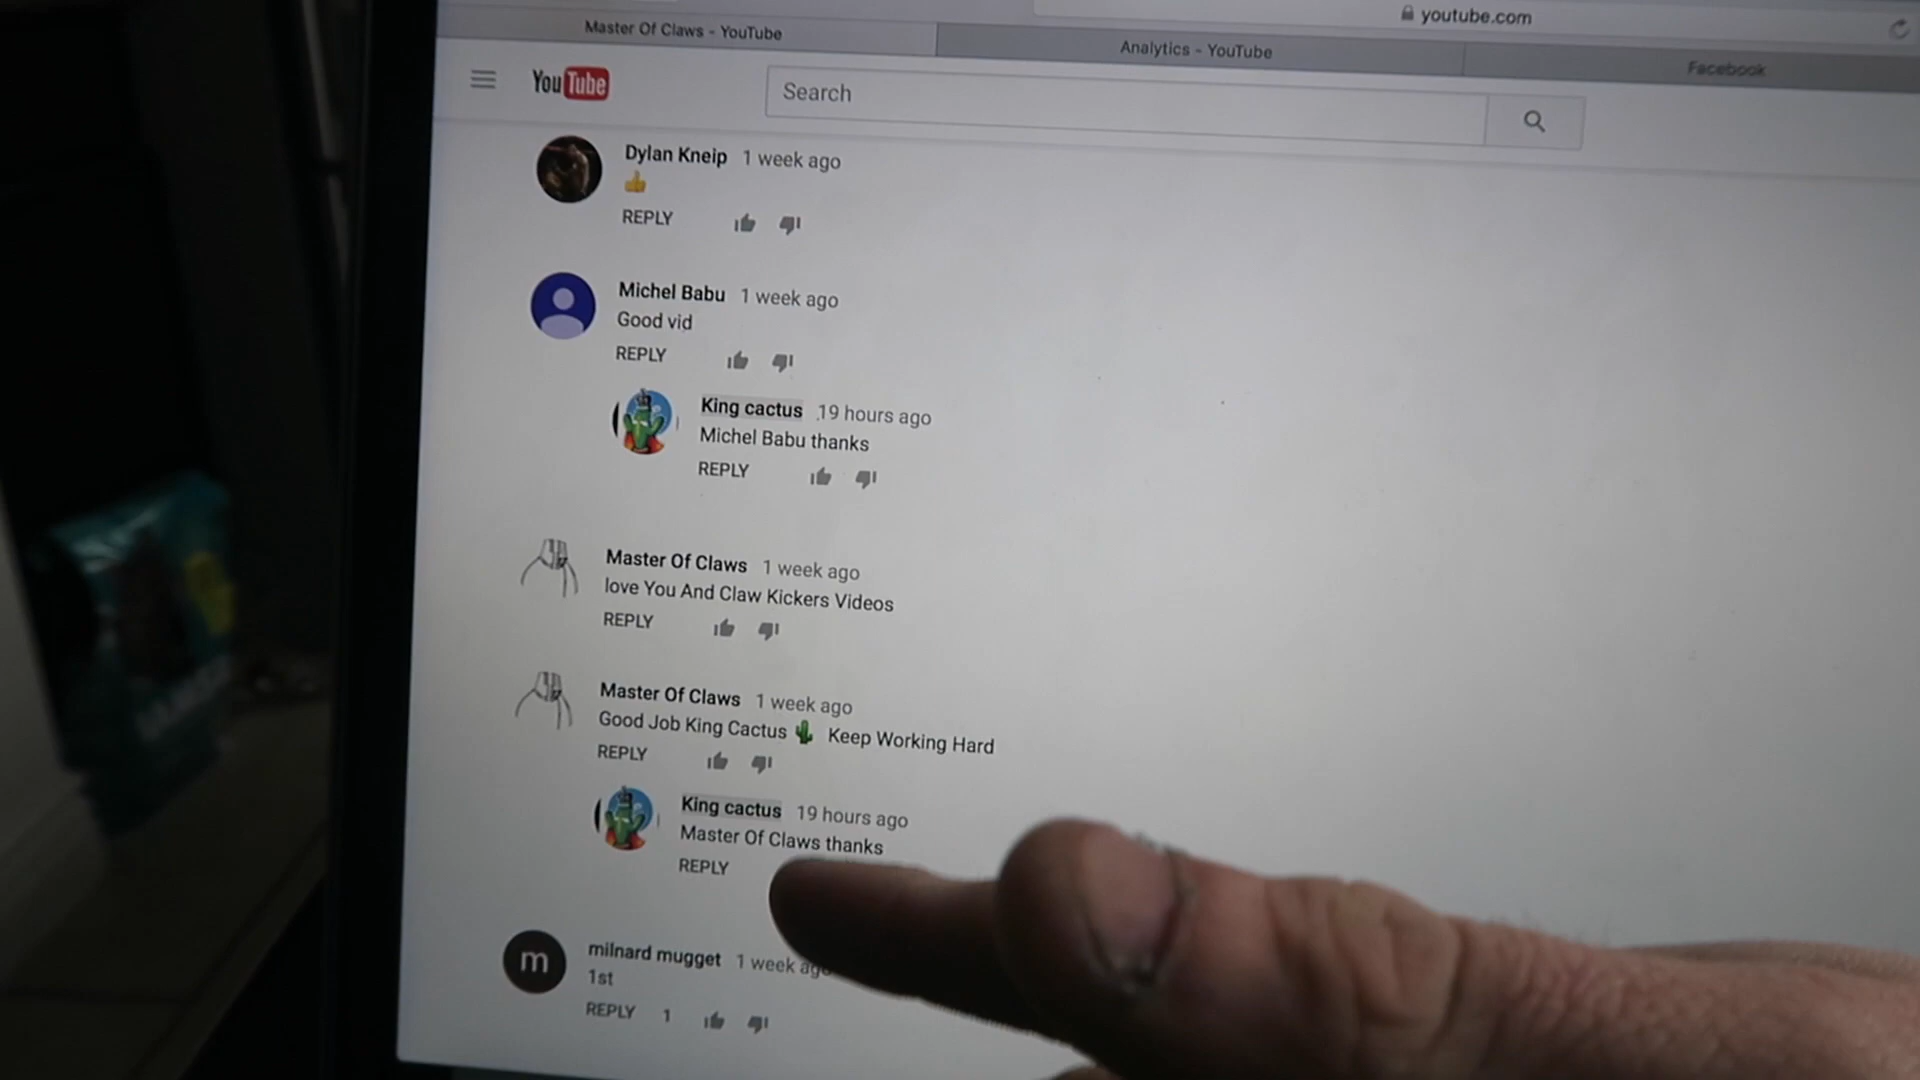 youtube.com
Master Of Claws - YouTube
Analytics - YouTube
Facebook
YouTube
Search
Dylan Kneip 1 week ago
👍
REPLY
Michel Babu 1 week ago
Good vid
REPLY
King cactus 19 hours ago
Michel Babu thanks
REPLY
Master Of Claws 1 week ago
love You And Claw Kickers Videos
REPLY
Master Of Claws 1 week ago
Good Job King Cactus 🌵 Keep Working Hard
REPLY
King cactus 19 hours ago
Master Of Claws thanks
REPLY
m
milnard mugget 1 week ago
1st
REPLY 1